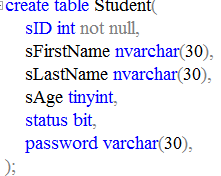 create table Student(
sID int not null,
sFirstName nvarchar(30),
sLastName nvarchar(30),
sAge tinyint,
status bit,
password varchar(30),
);